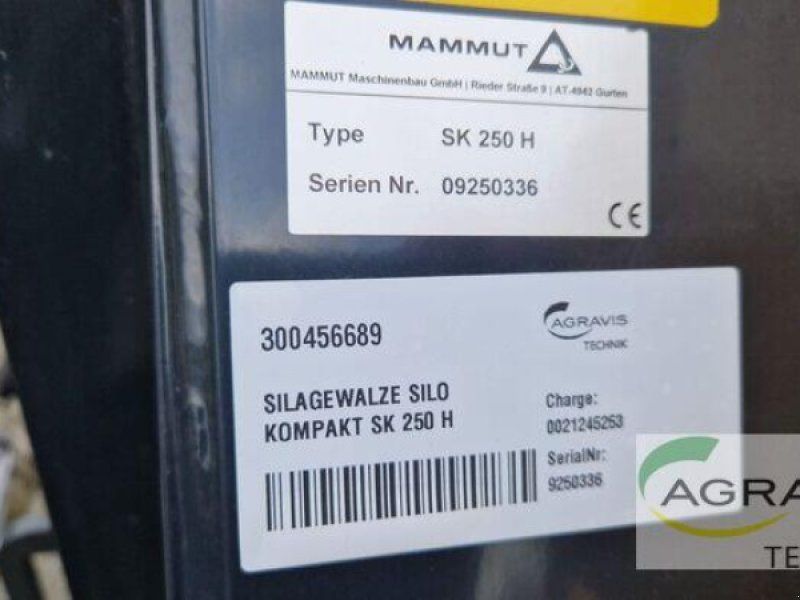 MAMMUT
MAMMUT Maschinenbau GmbH | Rieder Straße 9 | AT-4942 Gurten
Type SK 250 H
Serien Nr. 09250336
CE
300456689
AGRAVIS
TECHNIK
SILAGEWALZE SILO
KOMPAKT SK 250 H
Charge:
0021245253
SerialNr:
9250336
AGRA
TE